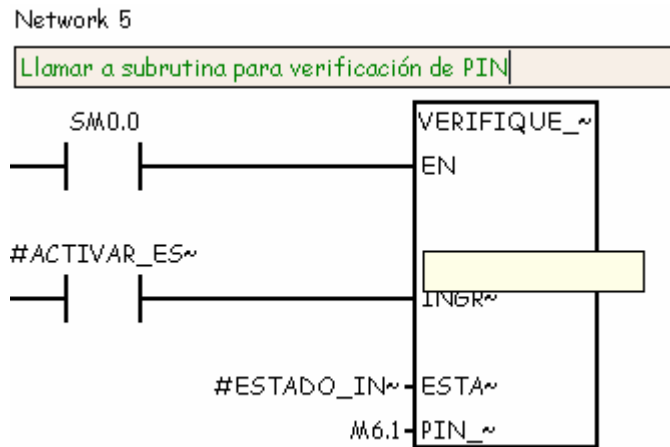 Network 5
Llamar a subrutina para verificación de PIN
SM0.0
VERIFIQUE_~
EN
#ACTIVAR_ES~
INGR~
#ESTADO_IN~ ESTA~
M6.1 PIN_~